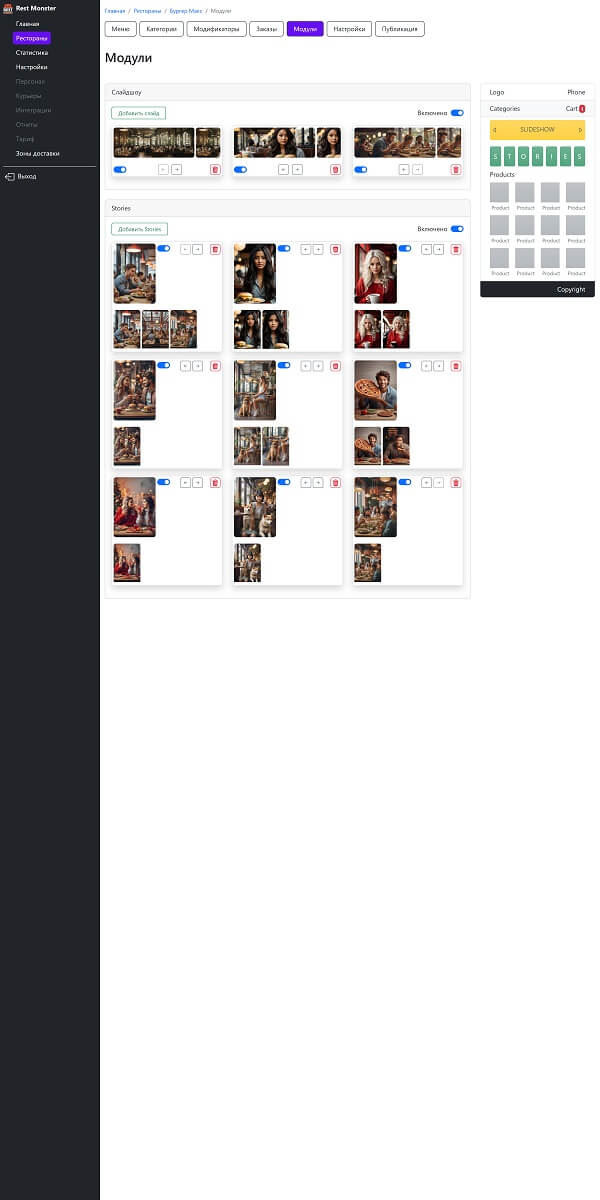 Rest Monster
Главная
Рестораны
Статистика
Настройки
Персонал
Курьеры
Интеграции
Отчеты
Тариф
Зоны доставки
Выход
Главная / Рестораны / Бургер Макс / Модули
Меню Категории Модификаторы Заказы Модули Настройки Публикация
Модули
Слайдшоу
Добавить слайд Включено
Stories
Добавить Stories Включено
Logo Phone
Categories Cart 1
SLIDESHOW
S T O R I E S
Products
Product Product Product Product
Product Product Product Product
Product Product Product Product
Copyright